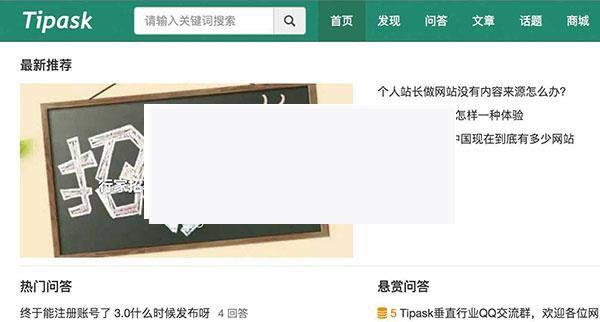 Tipask
请输入关键词搜索
首页 发现 问答 文章 话题 商城
最新推荐
招
行家招
个人站长做网站没有内容来源怎么办?
怎样一种体验
中国现在到底有多少网站
热门问答
终于能注册账号了 3.0什么时候发布呀 4 回答
悬赏问答
5 Tipask垂直行业QQ交流群，欢迎各位网